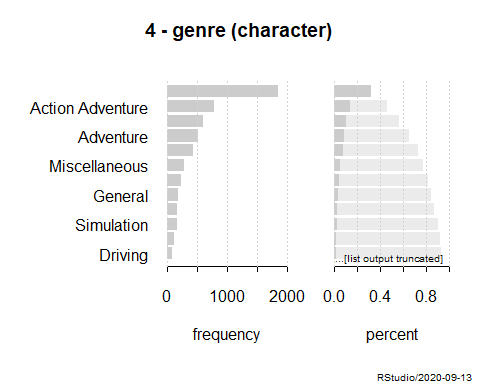 4 - genre (character)
Action Adventure
Adventure
Miscellaneous
General
Simulation
Driving
...[list output truncated]
0 1000 2000
0.0 0.4 0.8
frequency
percent
RStudio/2020-09-13